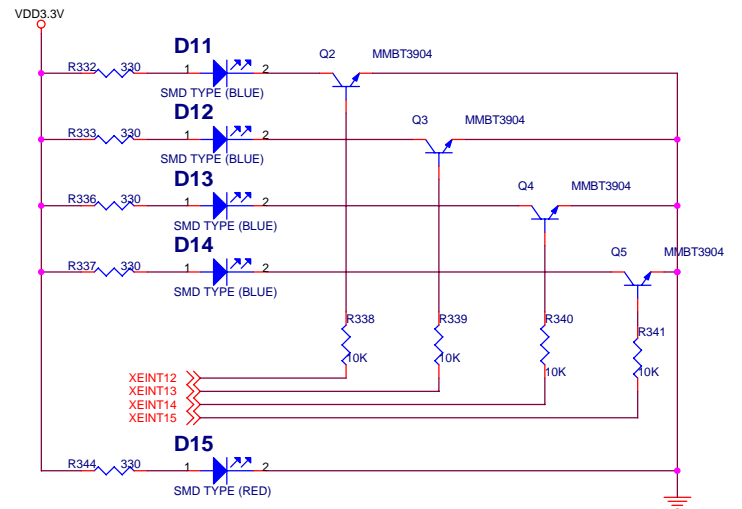 VDD3.3V
D11
R332 330 1 2 Q2 MMBT3904
SMD TYPE (BLUE)
D12
R333 330 1 2 Q3 MMBT3904
SMD TYPE (BLUE)
D13
R336 330 1 2 Q4 MMBT3904
SMD TYPE (BLUE)
D14
R337 330 1 2 Q5 MMBT3904
SMD TYPE (BLUE)
R338 R339 R340 R341
10K 10K 10K 10K
XEINT12
XEINT13
XEINT14
XEINT15
D15
R344 330 1 2
SMD TYPE (RED)